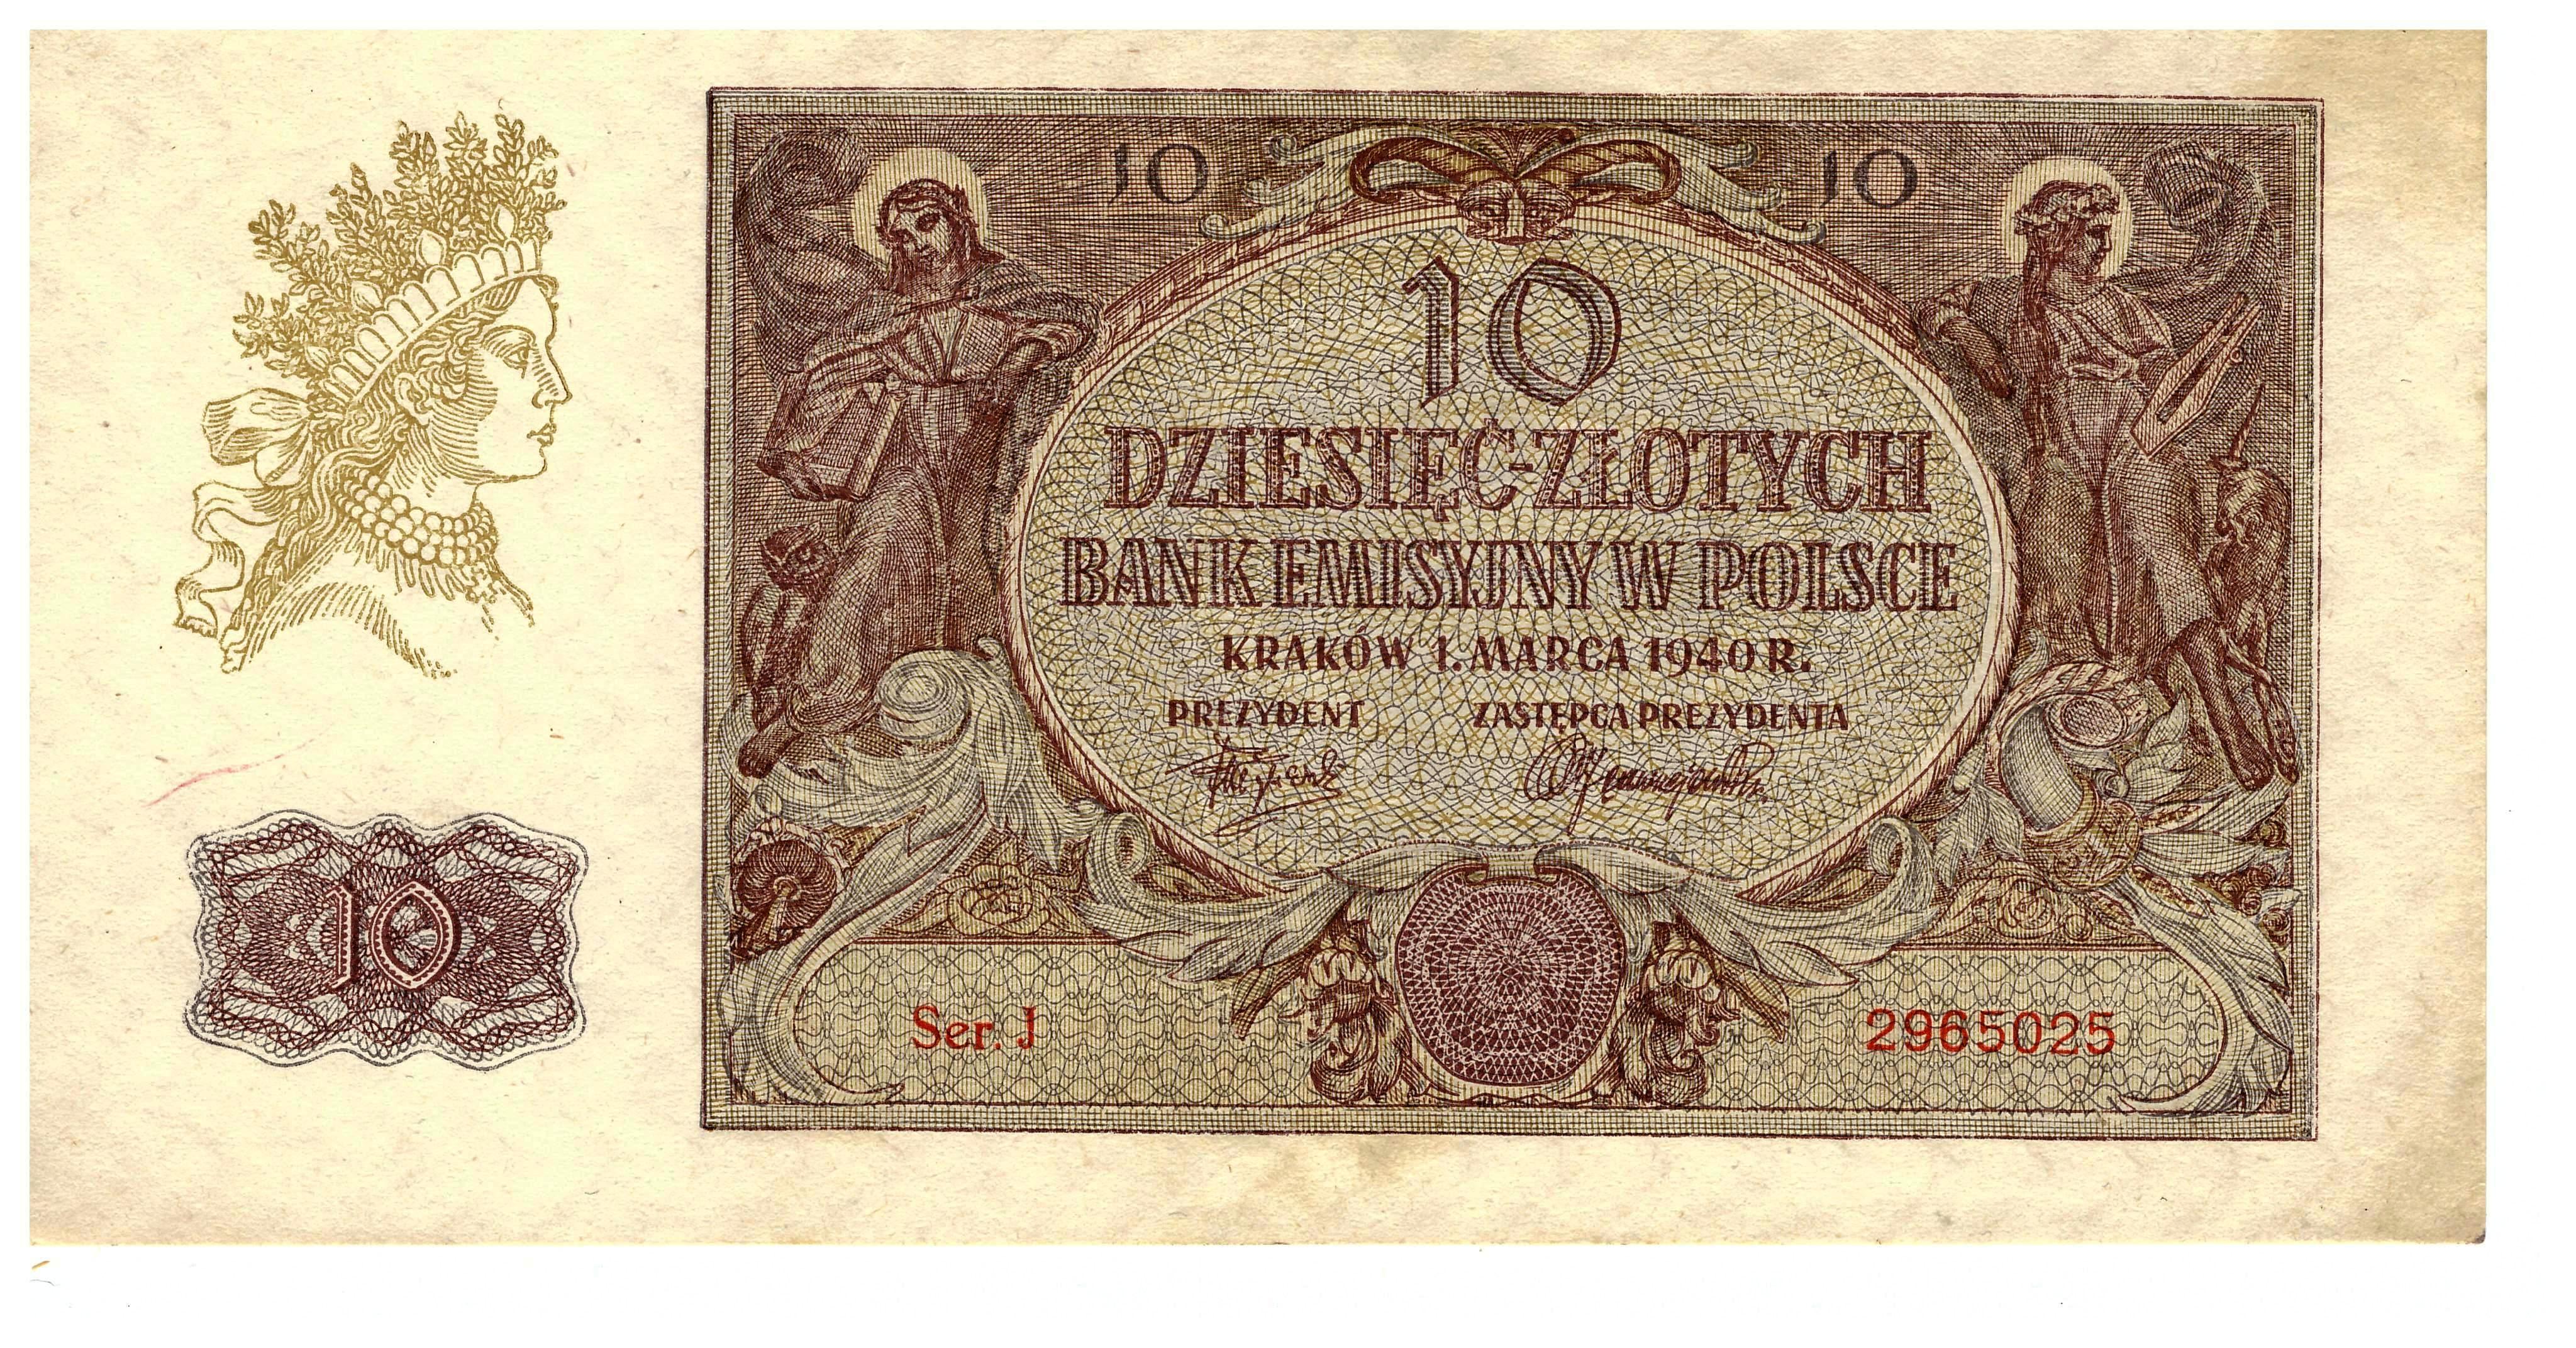 10 10
10
DZIESIĘĆ-ZŁOTYCH
BANK EMISYJNY W POLSCE
KRAKÓW 1. MARCA 1940 R.
PREZYDENT ZASTĘPCA PREZYDENTA
10
Ser. J 2965025